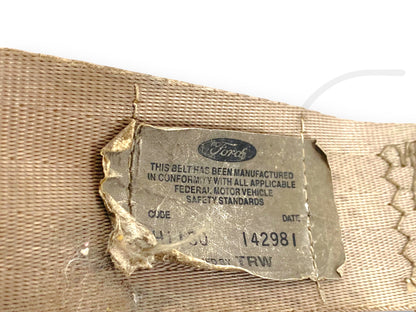 Ford
THIS BELT HAS BEEN MANUFACTURED
IN CONFORMITY WITH ALL APPLICABLE
FEDERAL MOTOR VEHICLE
SAFETY STANDARDS
CODE DATE
142981
BY TRW